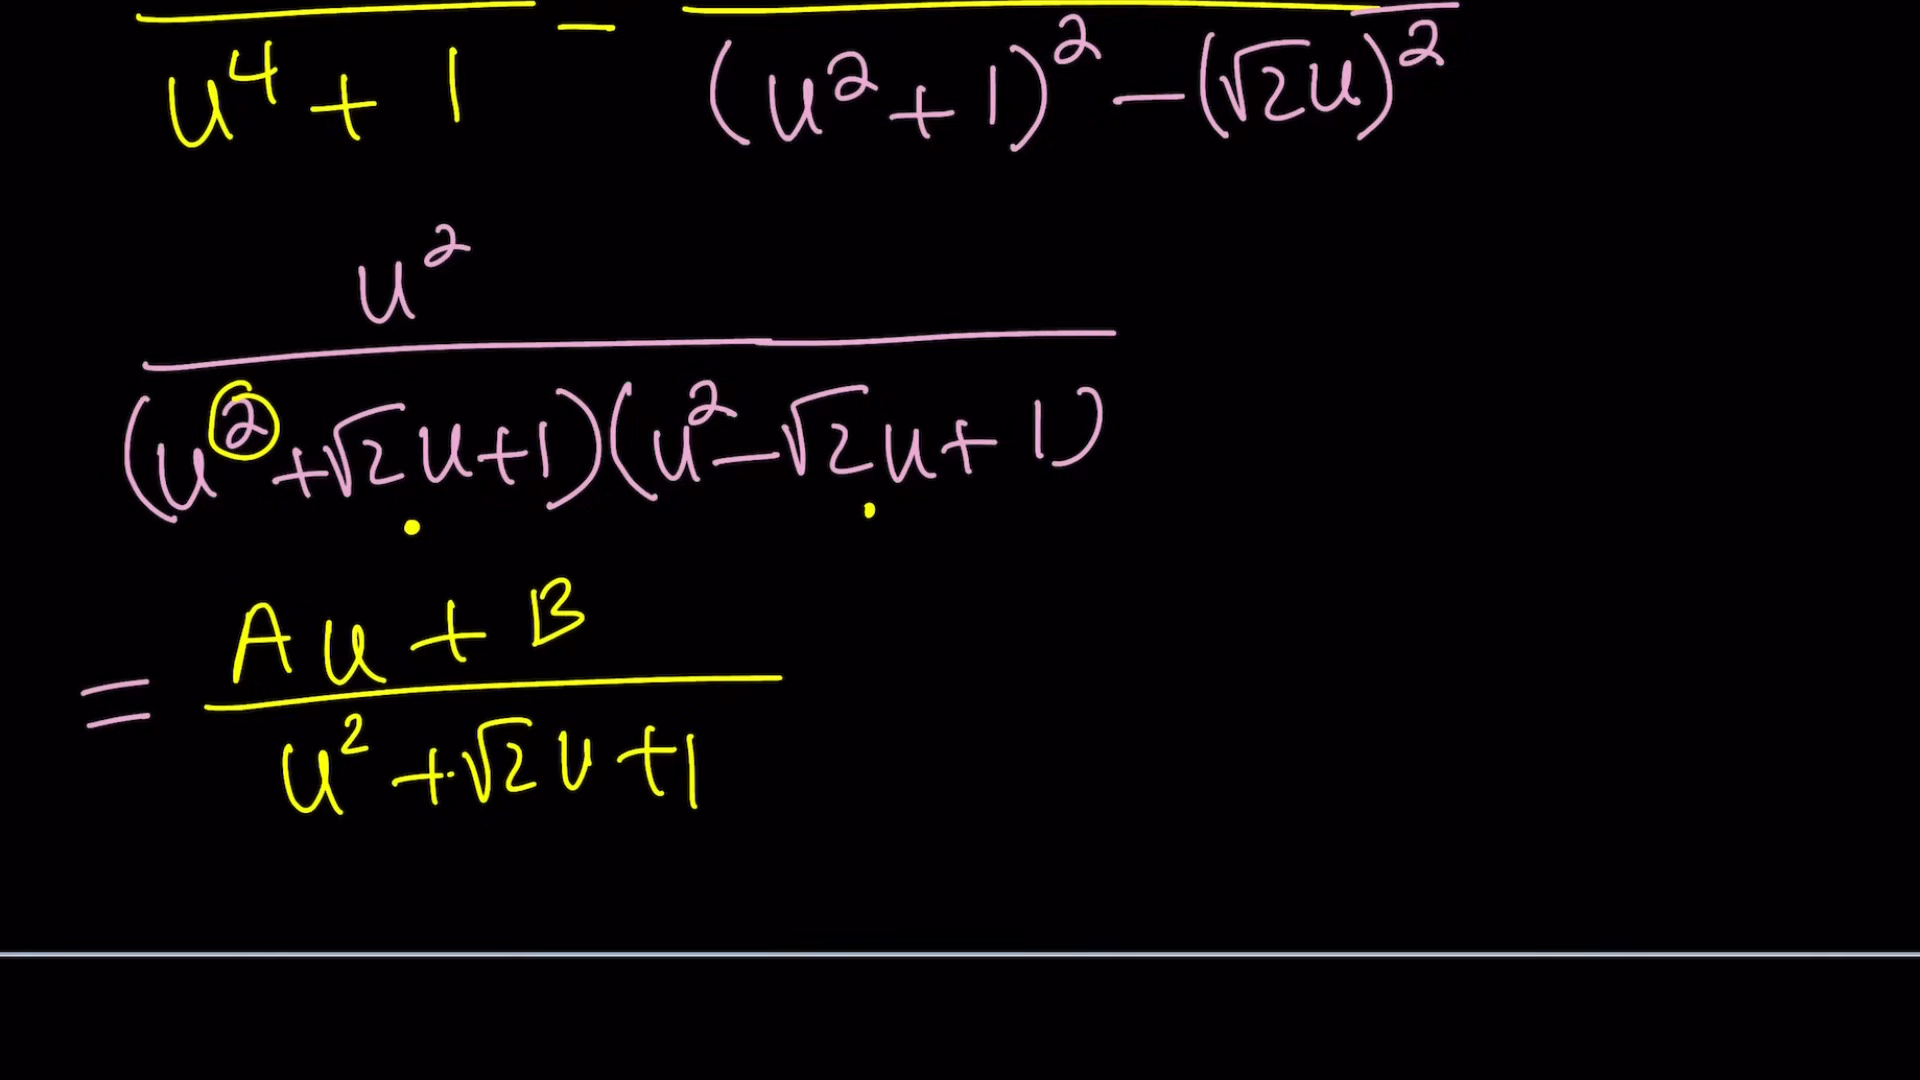 u⁴ + 1 - (u² + 1)² - (√2u)²
u²
(u² + √2u + 1)(u² - √2u + 1)
= Au + B
u² + √2u + 1